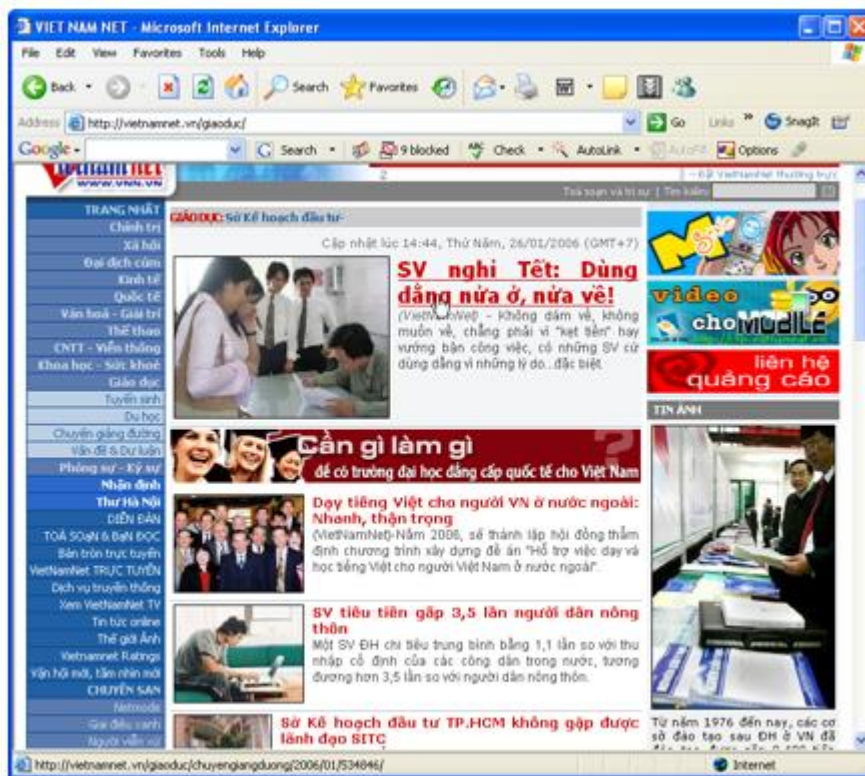 VIET NAM NET - Microsoft Internet Explorer
File Edit View Favorites Tools Help
Back Search Favorites
Address http://vietnamnet.vn/giaoduc/ Go Links SnagIt
Google Search 9 blocked Check AutoLink AutoFill Options
WWW.VNN.VN
Toà soạn và trị sự | Tìm kiếm
TRANG NHẤT
Chính trị
Xã hội
Đại dịch cúm
Kinh tế
Quốc tế
Văn hoá - Giải trí
Thể thao
CNTT - Viễn thông
Khoa học - Sức khoẻ
Giáo dục
Tuyển sinh
Du học
Chuyện giảng đường
Vấn đề & Dư luận
Phóng sự - Ký sự
Nhận định
Thư Hà Nội
DIỄN ĐÀN
TOÀ SOẠN & BẠN ĐỌC
Bàn tròn trực tuyến
VietNamNet TRỰC TUYẾN
Dịch vụ truyền thông
Xem VietNamNet TV
Tin tức online
Thế giới Ảnh
Vietnamnet Ratings
Vận hội mới, tầm nhìn mới
CHUYÊN SAN
Netmode
Giai điệu xanh
Người viễn xứ
GIÁO DỤC: Sở Kế hoạch đầu tư-
Cập nhật lúc 14:44, Thứ Năm, 26/01/2006 (GMT+7)
SV nghỉ Tết: Dùng
dằng nửa ở, nửa về!
(VietNamNet) - Không dám về, không
muốn về, chẳng phải vì "kẹt tiền" hay
vướng bận công việc, có những SV cứ
dùng dằng vì những lý do...đặc biệt.
Cần gì làm gì
để có trường đại học đẳng cấp quốc tế cho Việt Nam
Dạy tiếng Việt cho người VN ở nước ngoài:
Nhanh, thận trọng
(VietNamNet)-Năm 2006, sẽ thành lập hội đồng thẩm
định chương trình xây dựng đề án "Hỗ trợ việc dạy và
học tiếng Việt cho người Việt Nam ở nước ngoài".
SV tiêu tiền gấp 3,5 lần người dân nông
thôn
Một SV ĐH chi tiêu trung bình bằng 1,1 lần so với thu
nhập cố định của các công dân trong nước, tương
đương hơn 3,5 lần so với người dân nông thôn.
Sở Kế hoạch đầu tư TP.HCM không gặp được
lãnh đạo SITC
video
cho MOBILE
liên hệ
quảng cáo
TIN ẢNH
Từ năm 1976 đến nay, các cơ
sở đào tạo sau ĐH ở VN đã
http://vietnamnet.vn/giaoduc/chuyengiangduong/2006/01/534846/
Internet